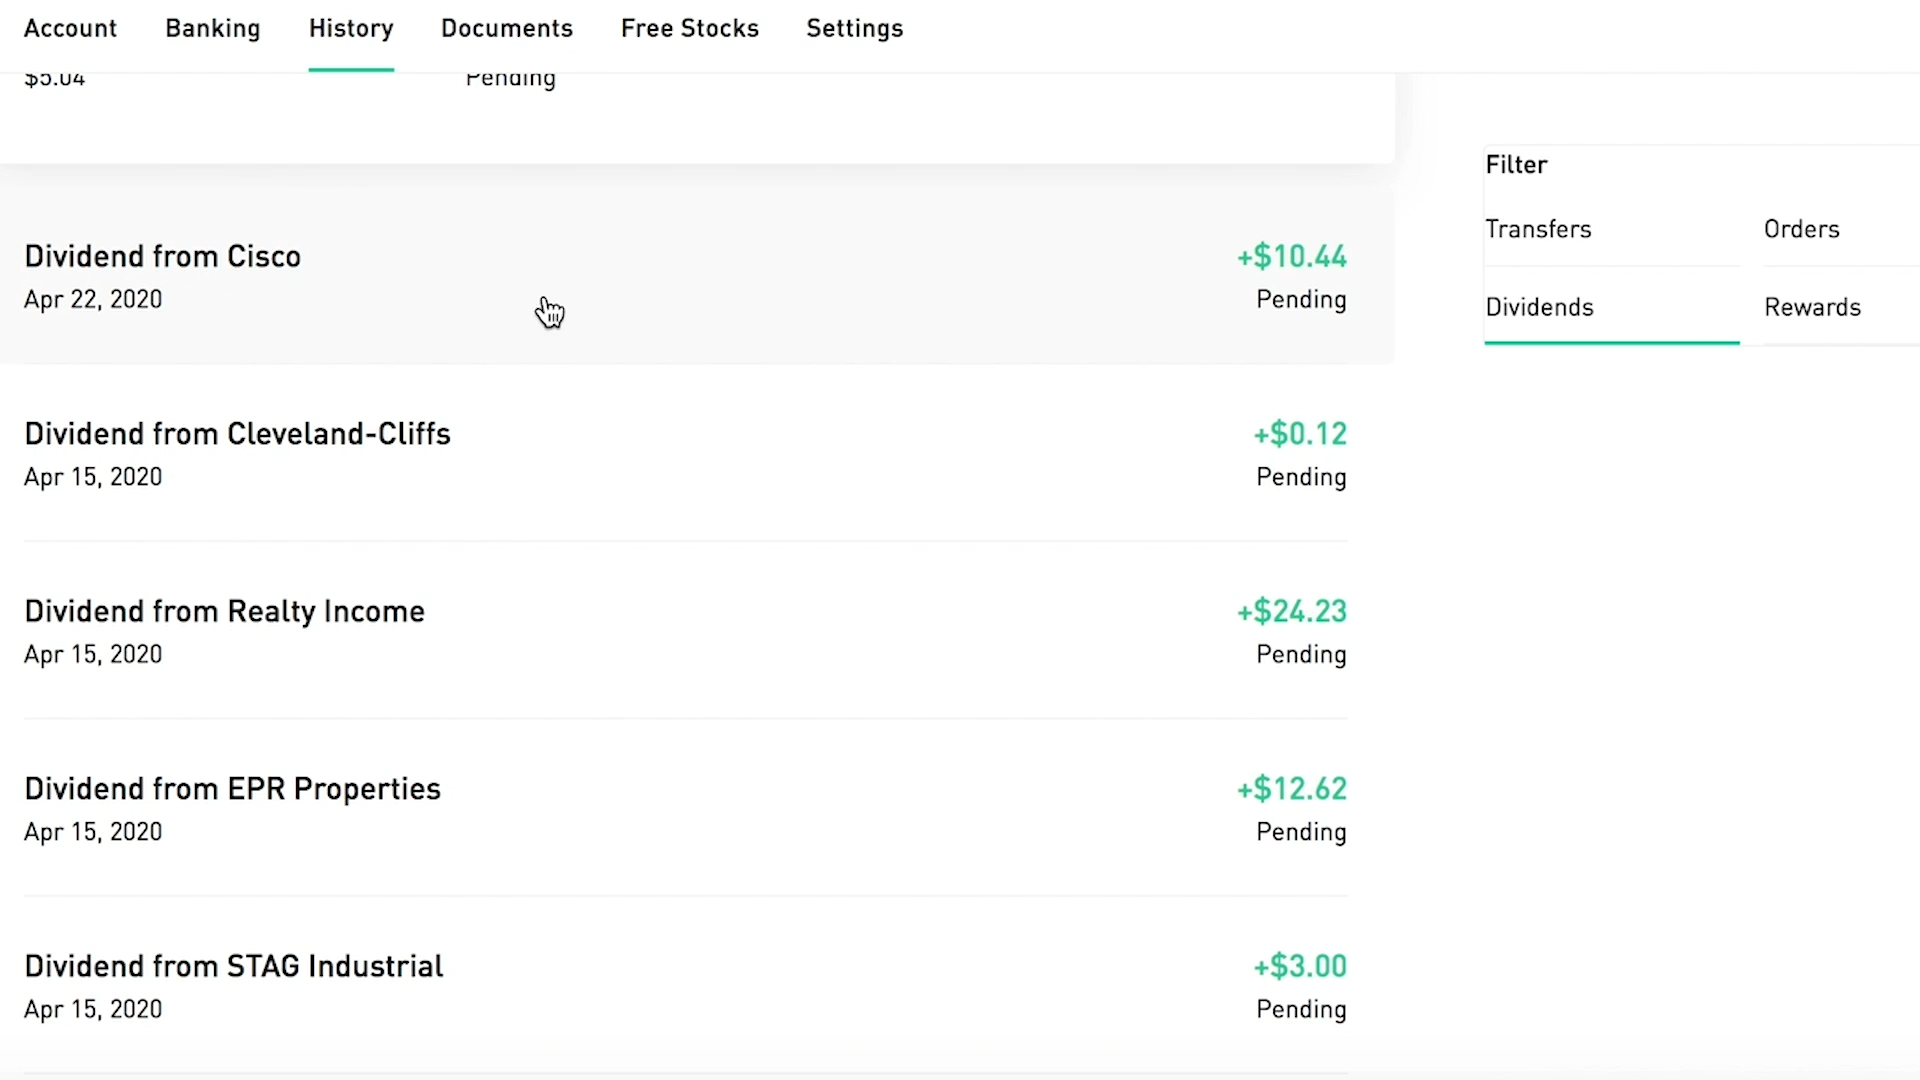 Account Banking History Documents Free Stocks Settings
$5.04 Pending
Filter
Transfers Orders
Dividends Rewards
Dividend from Cisco +$10.44
Apr 22, 2020 Pending
Dividend from Cleveland-Cliffs +$0.12
Apr 15, 2020 Pending
Dividend from Realty Income +$24.23
Apr 15, 2020 Pending
Dividend from EPR Properties +$12.62
Apr 15, 2020 Pending
Dividend from STAG Industrial +$3.00
Apr 15, 2020 Pending